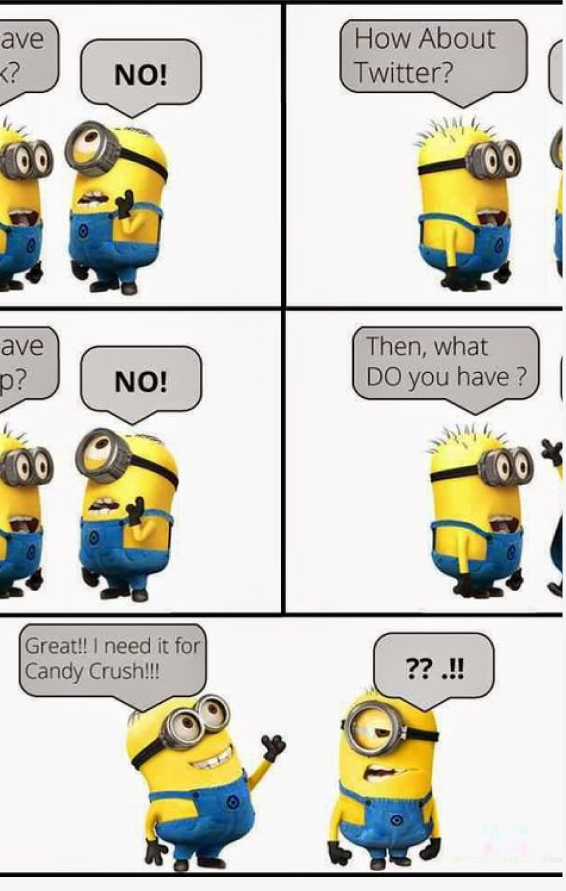 ave
k?
NO!
How About
Twitter?
ave
p?
NO!
Then, what
DO you have ?
Great!! I need it for
Candy Crush!!!
?? .!!